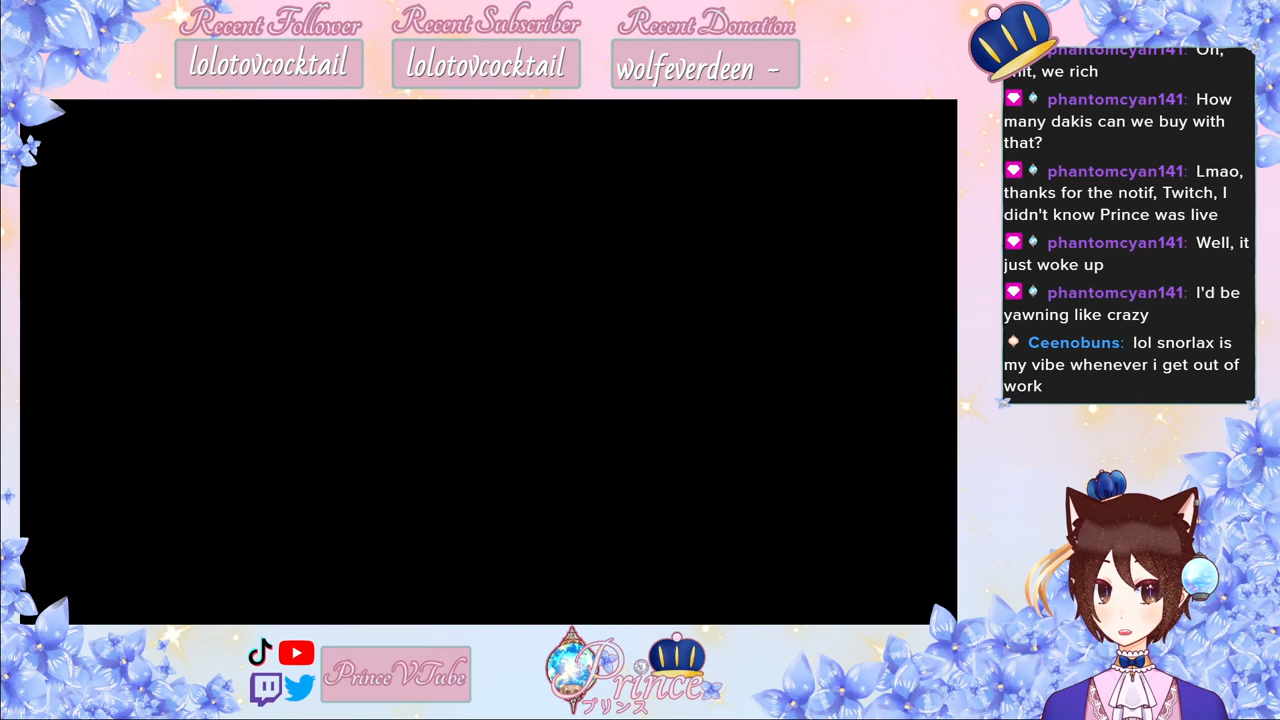 Recent Follower
Recent Subscriber
Recent Donation
lolotovcocktail
lolotovcocktail
wolfeverdeen -
phantomcyan141: Oh,
we rich
phantomcyan141: How
many dakis can we buy with
that?
phantomcyan141: Lmao,
thanks for the notif, Twitch, I
didn't know Prince was live
phantomcyan141: Well, it
just woke up
phantomcyan141: I'd be
yawning like crazy
Ceenobuns: lol snorlax is
my vibe whenever i get out of
work
Prince VTube
Prince
プリンス